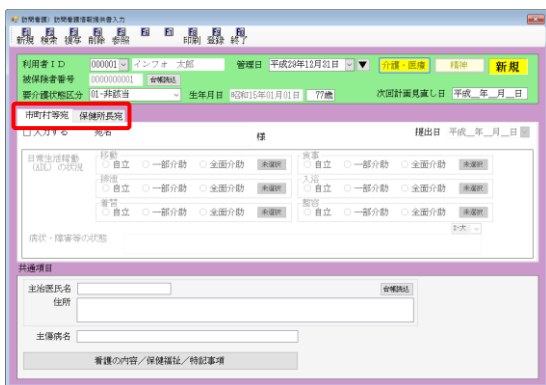 訪問看護）訪問看護情報提供書入力
新規 検索 複写 削除 参照 印刷 登録 終了
利用者ＩＤ 000001 インフォ 太郎 管理日 平成29年12月31日 ▼ 介護・医療 精神 新規
被保険者番号 0000000001 台帳読込
要介護状態区分 01-非該当 生年月日 昭和15年01月01日 77歳 次回計画見直し日 平成__年__月__日
市町村等宛 保健所長宛
入力する 宛名 様 提出日 平成__年__月__日
日常生活活動（ADL）の状況
移動 自立 一部介助 全面介助 未選択 食事 自立 一部介助 全面介助 未選択
排泄 自立 一部介助 全面介助 未選択 入浴 自立 一部介助 全面介助 未選択
着替 自立 一部介助 全面介助 未選択 整容 自立 一部介助 全面介助 未選択
病状・障害等の状態
共通項目
主治医氏名 台帳読込
住所
主傷病名
看護の内容／保健福祉／特記事項